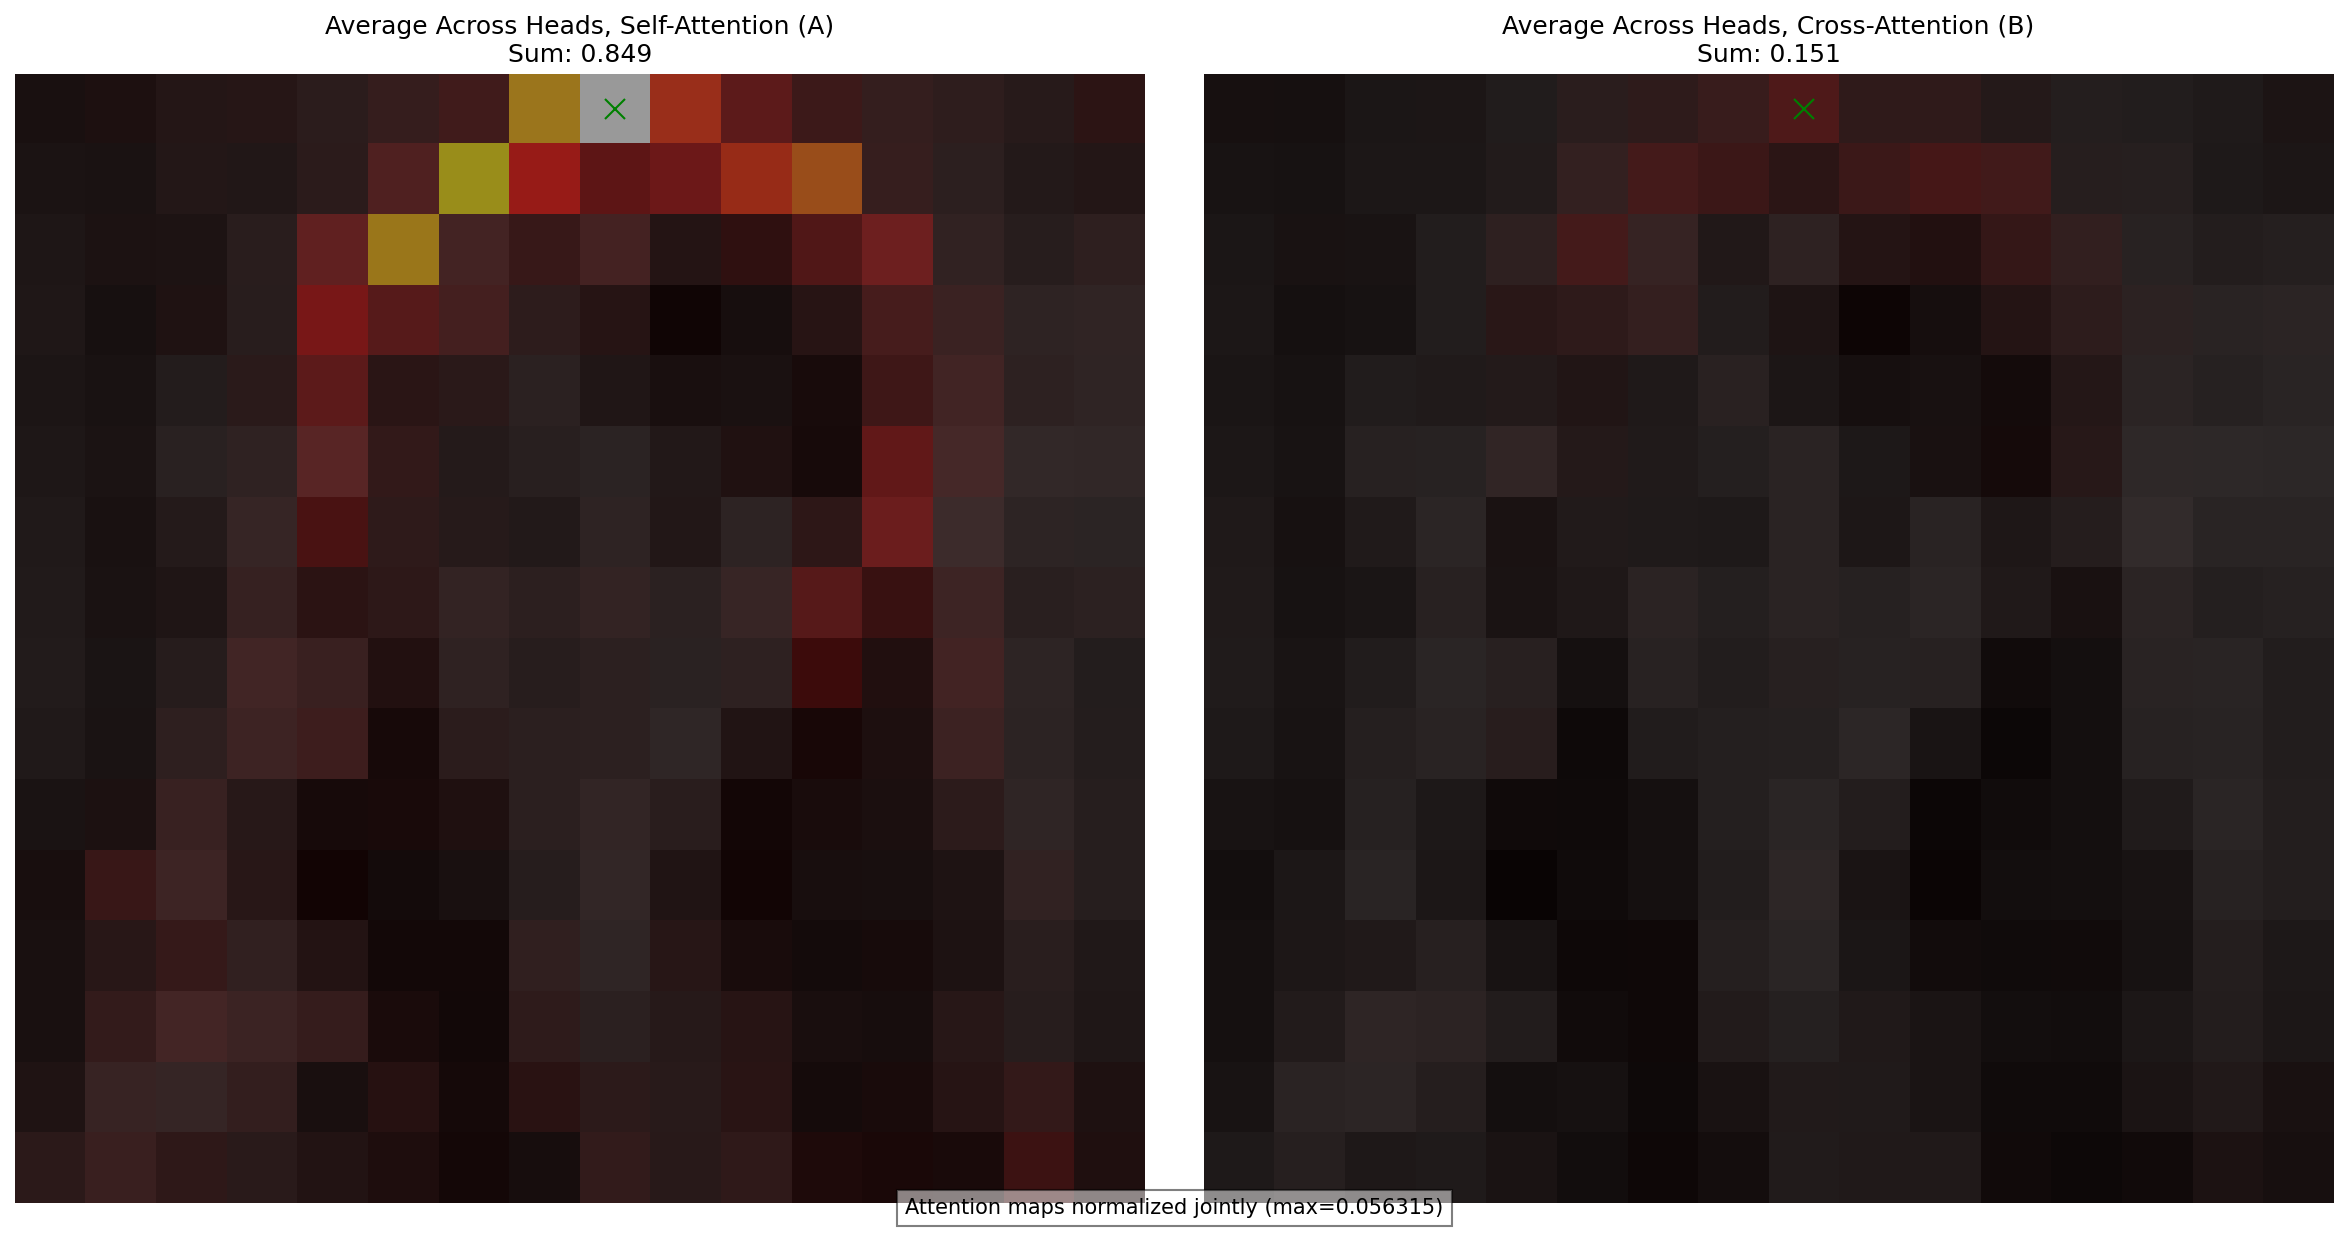 Average Across Heads, Self-Attention (A)
Sum: 0.849
Average Across Heads, Cross-Attention (B)
Sum: 0.151
Attention maps normalized jointly (max=0.056315)